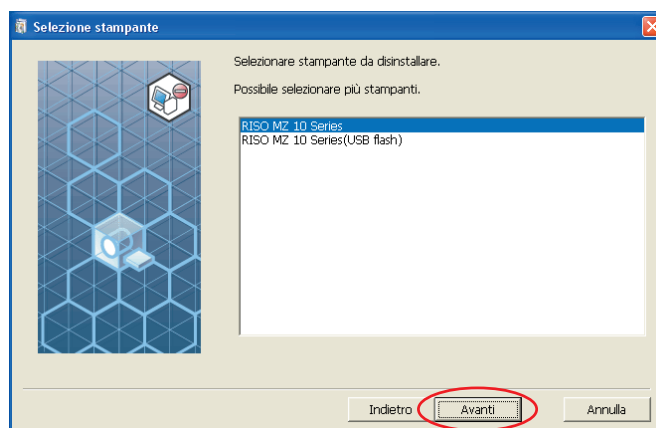 Selezione stampante
Selezionare stampante da disinstallare.
Possibile selezionare più stampanti.
RISO MZ 10 Series
RISO MZ 10 Series(USB flash)
Indietro Avanti Annulla